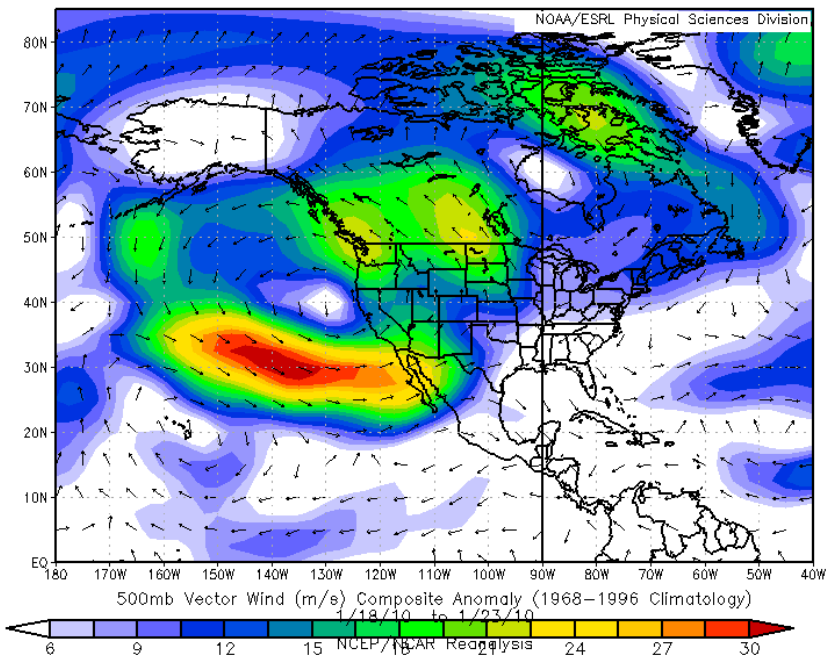 NOAA/ESRL Physical Sciences Division
85N
80N
70N
60N
50N
40N
30N
20N
10N
EQ
180 170W 160W 150W 140W 130W 120W 110W 100W 90W 80W 70W 60W 50W 40W
500mb Vector Wind (m/s) Composite Anomaly (1968-1996 Climatology)
1/18/10 to 1/23/10
6 9 12 15 18 21 24 27 30
NCEP/NCAR Reanalysis